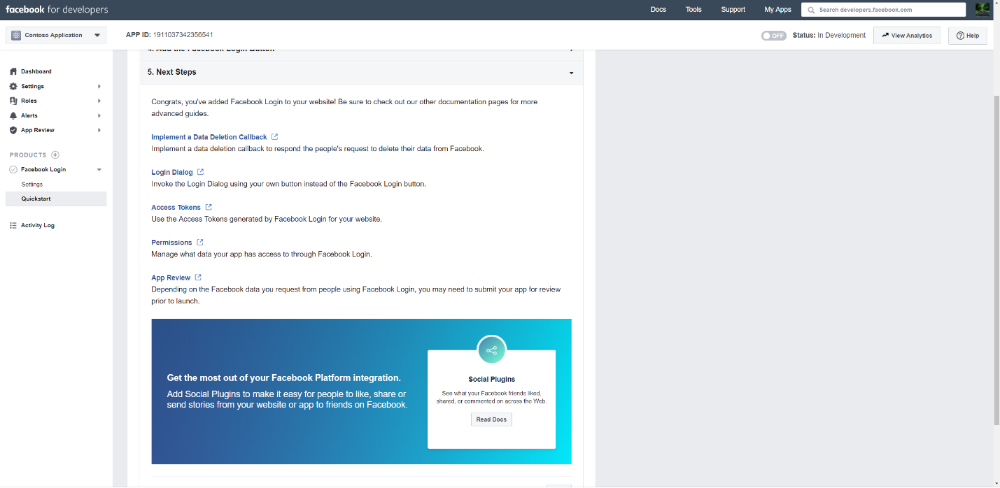 facebook for developers
Docs
Tools
Support
My Apps
Search developers.facebook.com
Contoso Application
APP ID: 1911037342356541
OFF
Status: In Development
View Analytics
Help
Dashboard
Settings
Roles
Alerts
App Review
PRODUCTS
Facebook Login
Settings
Quickstart
Activity Log
4. Add the Facebook Login Button
5. Next Steps
Congrats, you've added Facebook Login to your website! Be sure to check out our other documentation pages for more
advanced guides.
Implement a Data Deletion Callback
Implement a data deletion callback to respond the people's request to delete their data from Facebook.
Login Dialog
Invoke the Login Dialog using your own button instead of the Facebook Login button.
Access Tokens
Use the Access Tokens generated by Facebook Login for your website.
Permissions
Manage what data your app has access to through Facebook Login.
App Review
Depending on the Facebook data you request from people using Facebook Login, you may need to submit your app for review
prior to launch.
Get the most out of your Facebook Platform integration.
Add Social Plugins to make it easy for people to like, share or
send stories from your website or app to friends on Facebook.
Social Plugins
See what your Facebook friends liked,
shared, or commented on across the Web.
Read Docs